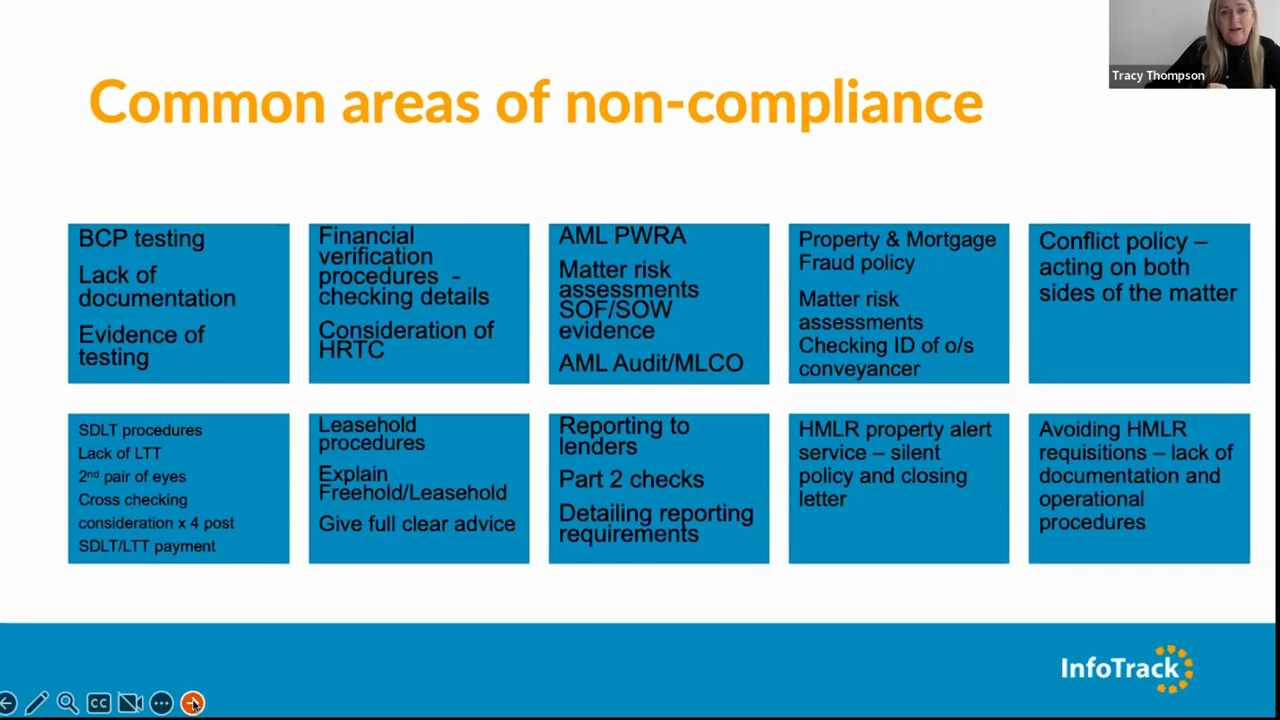 Tracy Thompson
Common areas of non-compliance
BCP testing
Lack of
documentation
Evidence of
testing
Financial
verification
procedures -
checking details
Consideration of
HRTC
AML PWRA
Matter risk
assessments
SOF/SOW
evidence
AML Audit/MLCO
Property & Mortgage
Fraud policy
Matter risk
assessments
Checking ID of o/s
conveyancer
Conflict policy –
acting on both
sides of the matter
SDLT procedures
Lack of LTT
2nd pair of eyes
Cross checking
consideration x 4 post
SDLT/LTT payment
Leasehold
procedures
Explain
Freehold/Leasehold
Give full clear advice
Reporting to
lenders
Part 2 checks
Detailing reporting
requirements
HMLR property alert
service – silent
policy and closing
letter
Avoiding HMLR
requisitions – lack of
documentation and
operational
procedures
InfoTrack
CC